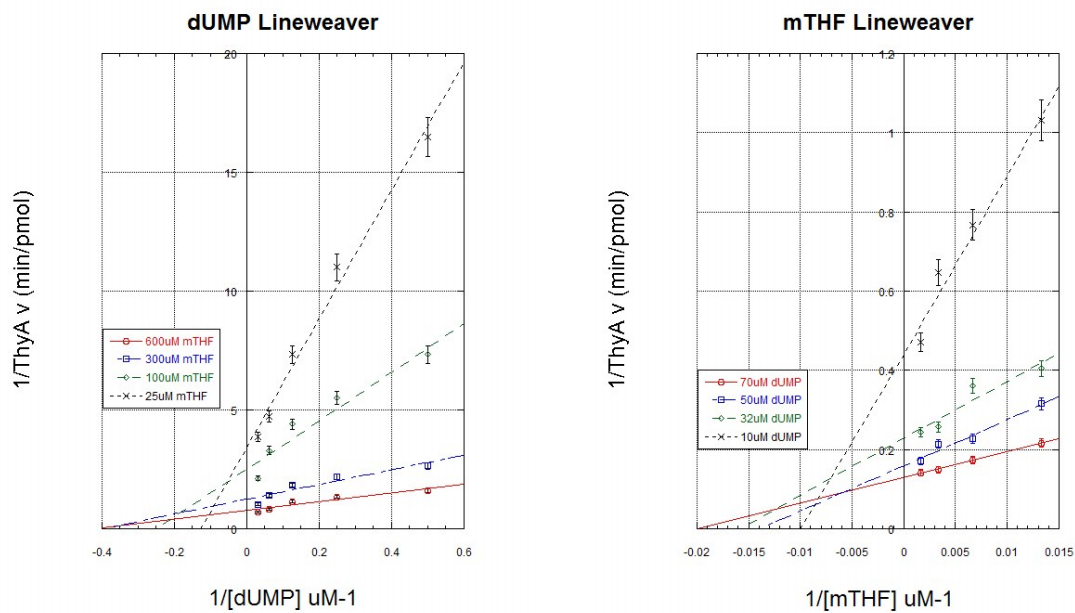 dUMP Lineweaver
1/ThyA v (min/pmol)
20
15
10
5
0
600uM mTHF
300uM mTHF
100uM mTHF
25uM mTHF
-0.4
-0.2
0
0.2
0.4
0.6
1/[dUMP] uM-1
mTHF Lineweaver
1/ThyA v (min/pmol)
1.2
1
0.8
0.6
0.4
0.2
0
70uM dUMP
50uM dUMP
32uM dUMP
10uM dUMP
-0.02
-0.015
-0.01
-0.005
0
0.005
0.01
0.015
1/[mTHF] uM-1